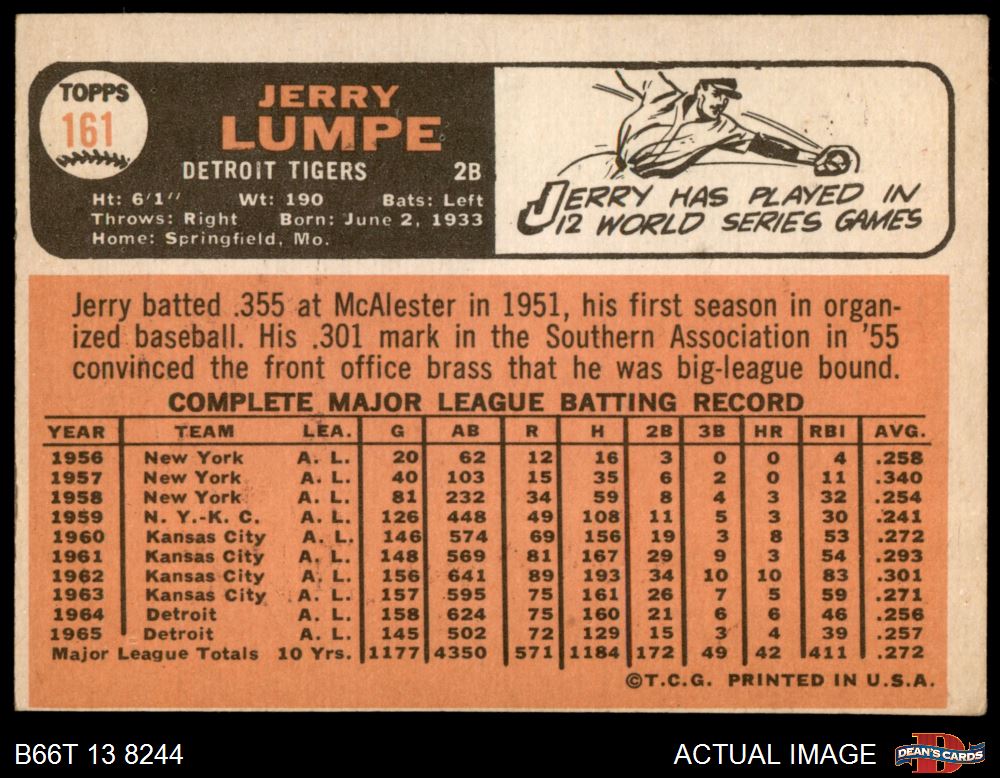 TOPPS
161
JERRY
LUMPE
DETROIT TIGERS 2B
Ht: 6'1'' Wt: 190 Bats: Left
Throws: Right Born: June 2, 1933
Home: Springfield, Mo.
JERRY HAS PLAYED IN
12 WORLD SERIES GAMES
Jerry batted .355 at McAlester in 1951, his first season in organ-
ized baseball. His .301 mark in the Southern Association in '55
convinced the front office brass that he was big-league bound.
COMPLETE MAJOR LEAGUE BATTING RECORD
YEAR TEAM LEA. G AB R H 2B 3B HR RBI AVG.
1956 New York A. L. 20 62 12 16 3 0 0 4 .258
1957 New York A. L. 40 103 15 35 6 2 0 11 .340
1958 New York A. L. 81 232 34 59 8 4 3 32 .254
1959 N. Y.-K. C. A. L. 126 448 49 108 11 5 3 30 .241
1960 Kansas City A. L. 146 574 69 156 19 3 8 53 .272
1961 Kansas City A. L. 148 569 81 167 29 9 3 54 .293
1962 Kansas City A. L. 156 641 89 193 34 10 10 83 .301
1963 Kansas City A. L. 157 595 75 161 26 7 5 59 .271
1964 Detroit A. L. 158 624 75 160 21 6 6 46 .256
1965 Detroit A. L. 145 502 72 129 15 3 4 39 .257
Major League Totals 10 Yrs. 1177 4350 571 1184 172 49 42 411 .272
©T.C.G. PRINTED IN U.S.A.
B66T 13 8244 ACTUAL IMAGE
DEAN'S CARDS